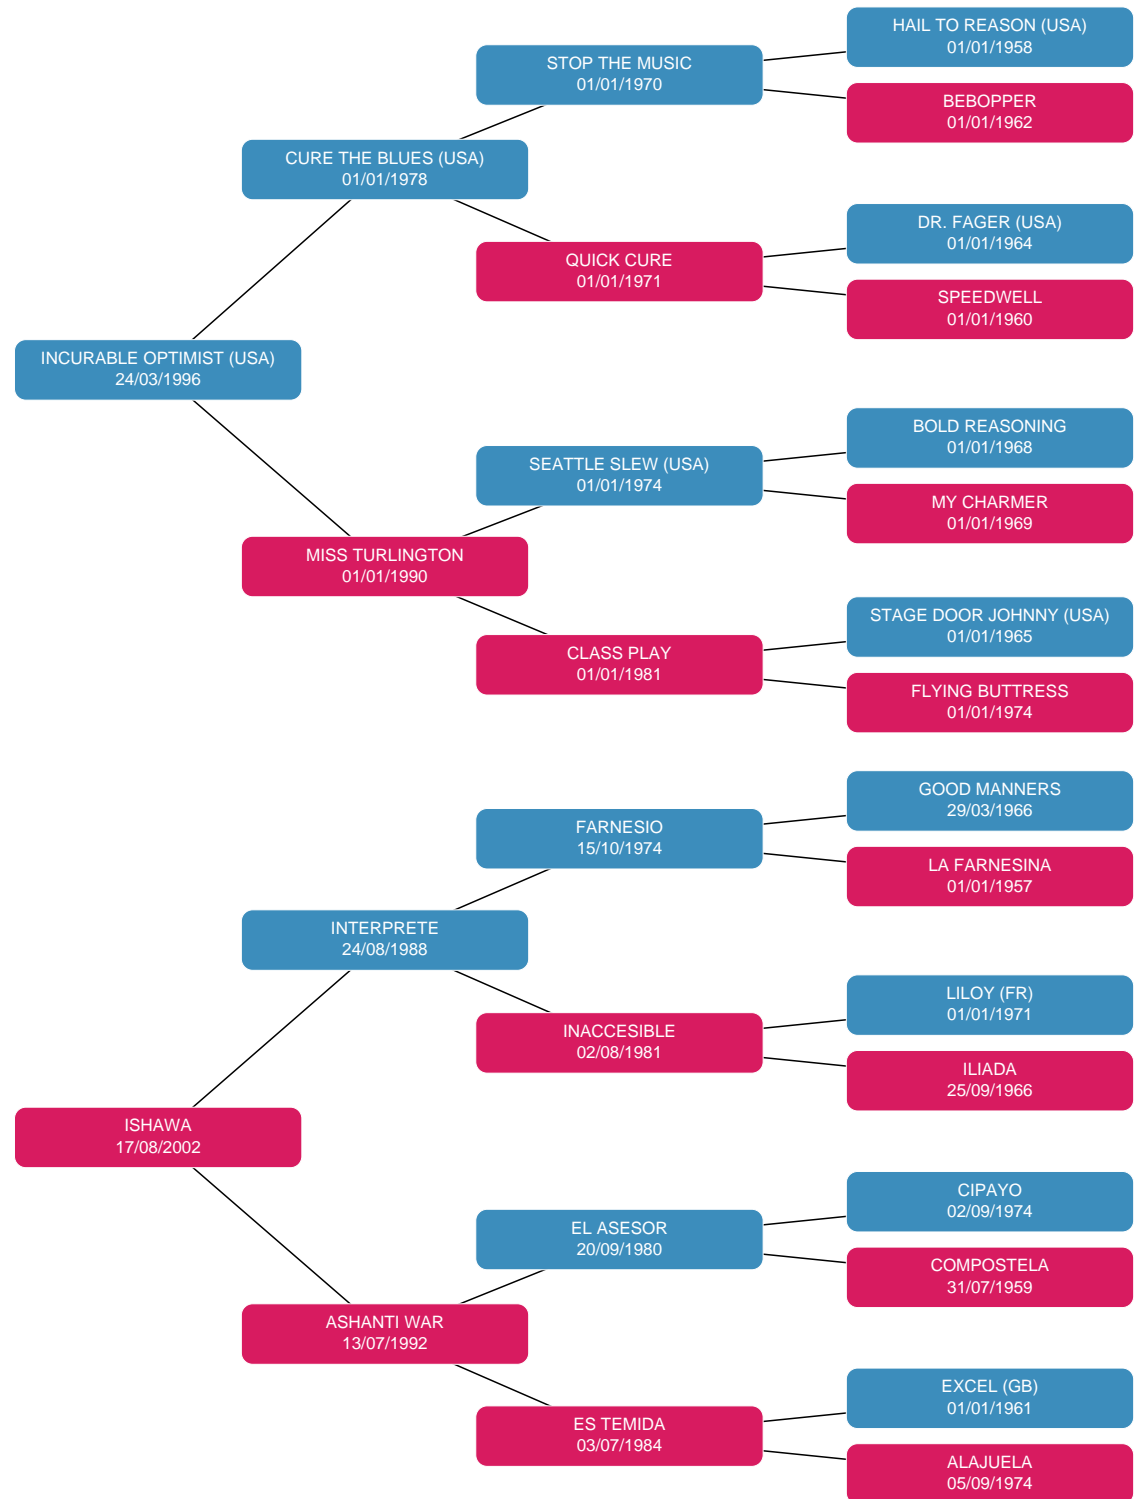 HAIL TO REASON (USA)
01/01/1958
STOP THE MUSIC
01/01/1970
BEBOPPER
01/01/1962
CURE THE BLUES (USA)
01/01/1978
DR. FAGER (USA)
01/01/1964
QUICK CURE
01/01/1971
SPEEDWELL
01/01/1960
INCURABLE OPTIMIST (USA)
24/03/1996
BOLD REASONING
01/01/1968
SEATTLE SLEW (USA)
01/01/1974
MY CHARMER
01/01/1969
MISS TURLINGTON
01/01/1990
STAGE DOOR JOHNNY (USA)
01/01/1965
CLASS PLAY
01/01/1981
FLYING BUTTRESS
01/01/1974
GOOD MANNERS
29/03/1966
FARNESIO
15/10/1974
LA FARNESINA
01/01/1957
INTERPRETE
24/08/1988
LILOY (FR)
01/01/1971
INACCESIBLE
02/08/1981
ILIADA
25/09/1966
ISHAWA
17/08/2002
CIPAYO
02/09/1974
EL ASESOR
20/09/1980
COMPOSTELA
31/07/1959
ASHANTI WAR
13/07/1992
EXCEL (GB)
01/01/1961
ES TEMIDA
03/07/1984
ALAJUELA
05/09/1974